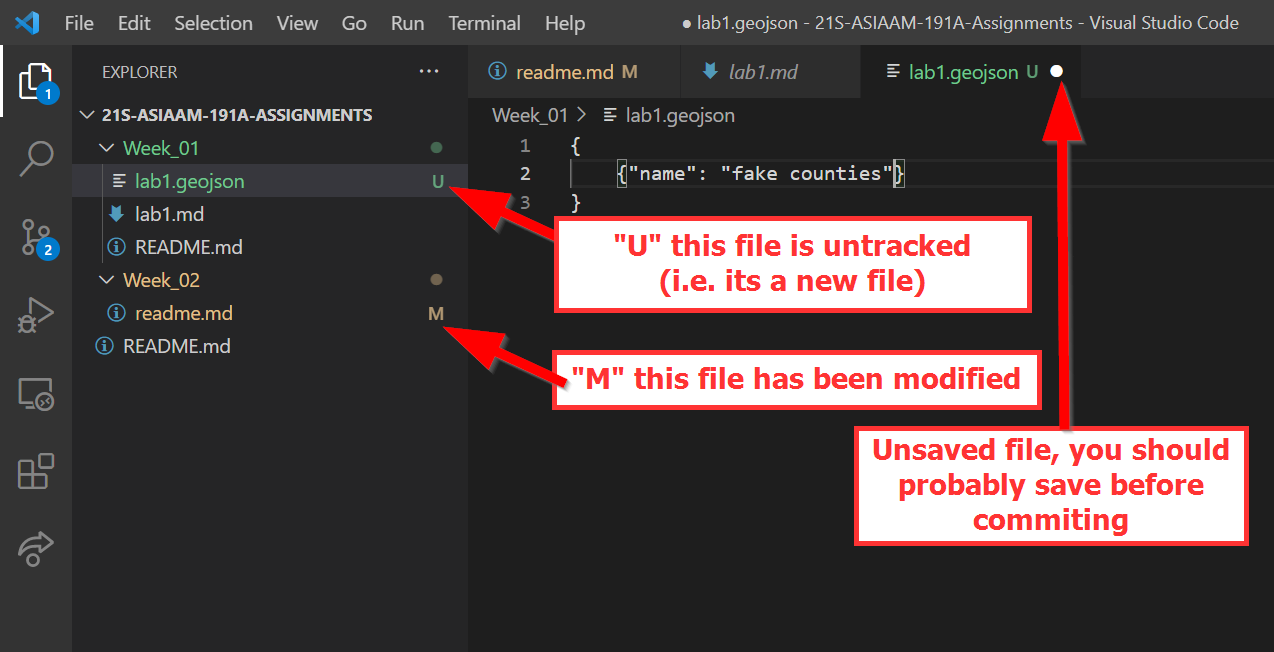 File Edit Selection View Go Run Terminal Help
● lab1.geojson - 21S-ASIAAM-191A-Assignments - Visual Studio Code
EXPLORER ···
readme.md M
lab1.md
lab1.geojson U
1
21S-ASIAAM-191A-ASSIGNMENTS
Week_01 > lab1.geojson
Week_01
1 {
lab1.geojson U
2 {"name": "fake counties"}
lab1.md
3 }
README.md
2
"U" this file is untracked
(i.e. its a new file)
Week_02
readme.md M
README.md
"M" this file has been modified
Unsaved file, you should
probably save before
commiting